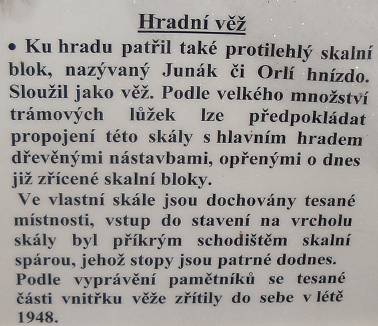 Hradní věž
• Ku hradu patřil také protilehlý skalní
blok, nazývaný Junák či Orlí hnízdo.
Sloužil jako věž. Podle velkého množství
trámových lůžek lze předpokládat
propojení této skály s hlavním hradem
dřevěnými nástavbami, opřenými o dnes
již zřícené skalní bloky.
Ve vlastní skále jsou dochovány tesané
místnosti, vstup do stavení na vrcholu
skály byl příkrým schodištěm skalní
spárou, jehož stopy jsou patrné dodnes.
Podle vyprávění pamětníků se tesané
části vnitřku věže zřítily do sebe v létě
1948.